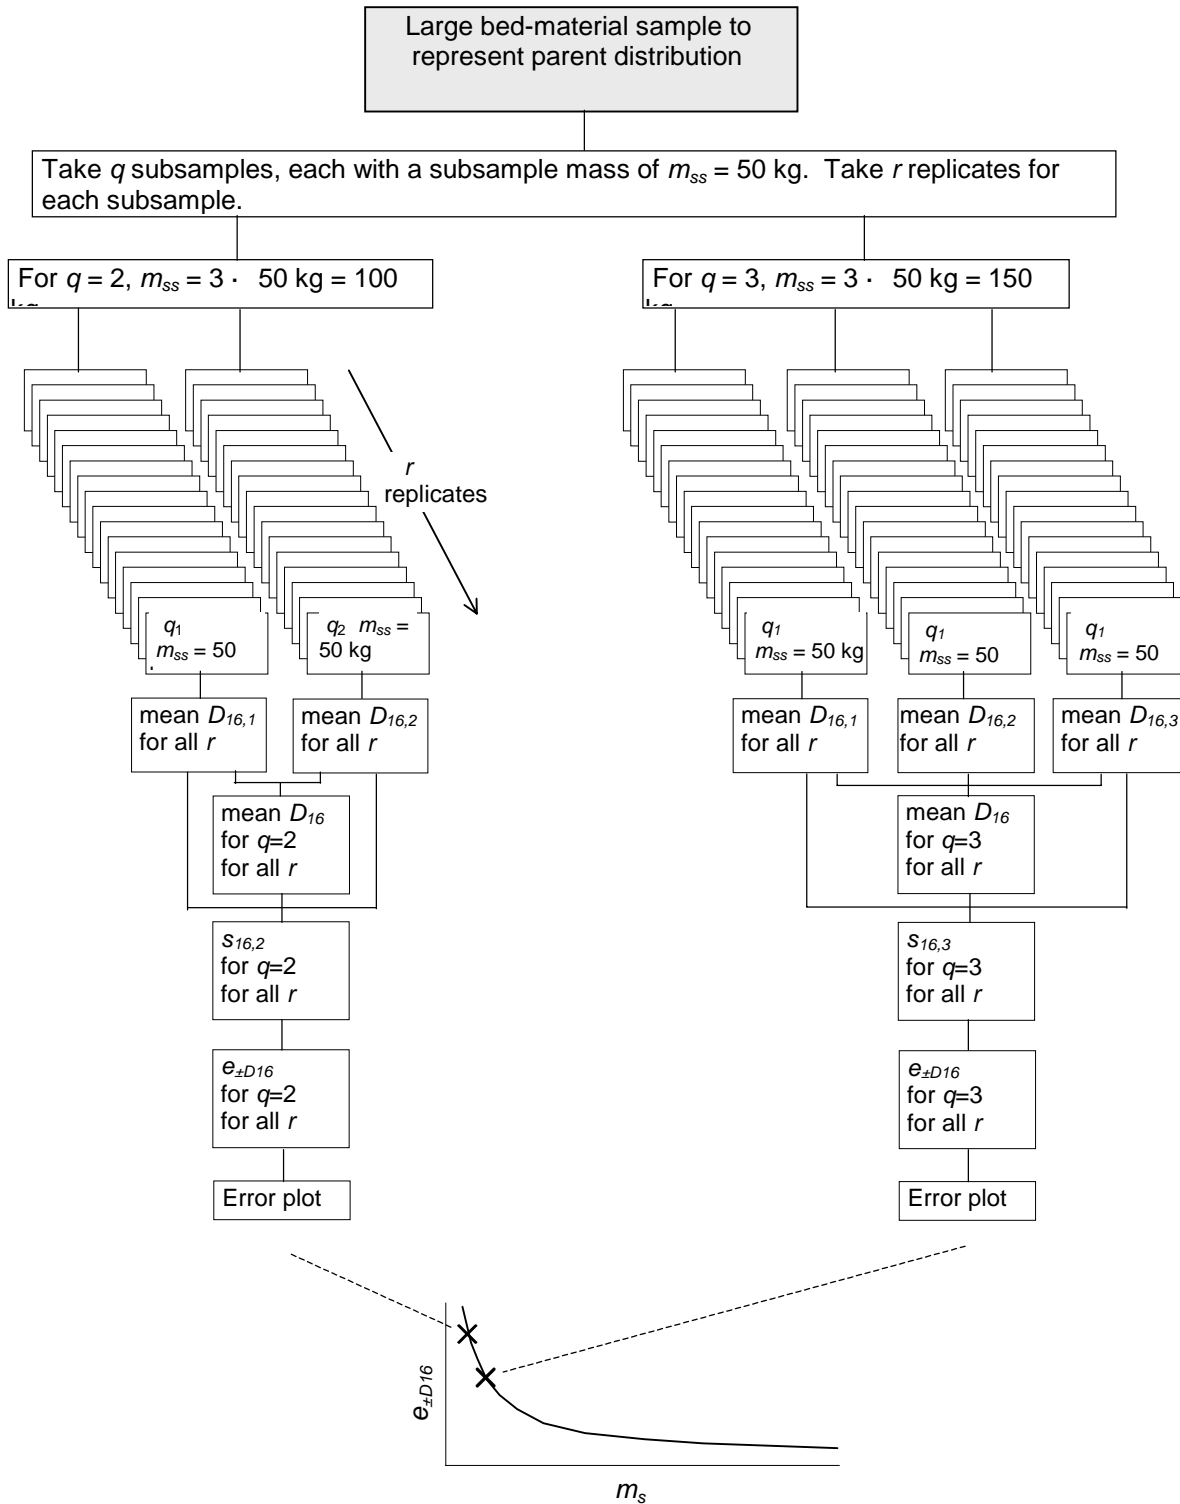 Large bed-material sample to
represent parent distribution
Take q subsamples, each with a subsample mass of mss = 50 kg. Take r replicates for
each subsample.
For q = 2, mss = 3 · 50 kg = 100
kg
For q = 3, mss = 3 · 50 kg = 150
kg
r
replicates
q1
mss = 50
q2 mss =
50 kg
q1
mss = 50 kg
q1
mss = 50
q1
mss = 50
mean D16,1
for all r
mean D16,2
for all r
mean D16,1
for all r
mean D16,2
for all r
mean D16,3
for all r
mean D16
for q=2
for all r
mean D16
for q=3
for all r
s16,2
for q=2
for all r
s16,3
for q=3
for all r
e±D16
for q=2
for all r
e±D16
for q=3
for all r
Error plot
Error plot
e±D16
ms